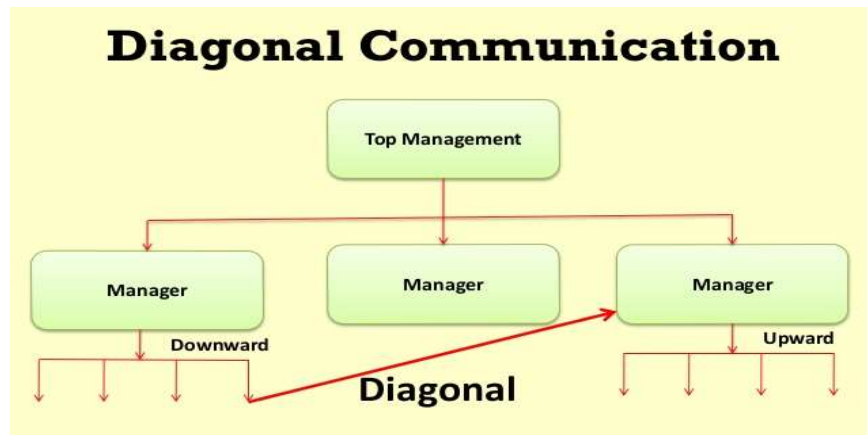 Diagonal Communication
Top Management
Manager
Manager
Manager
Downward
Upward
Diagonal